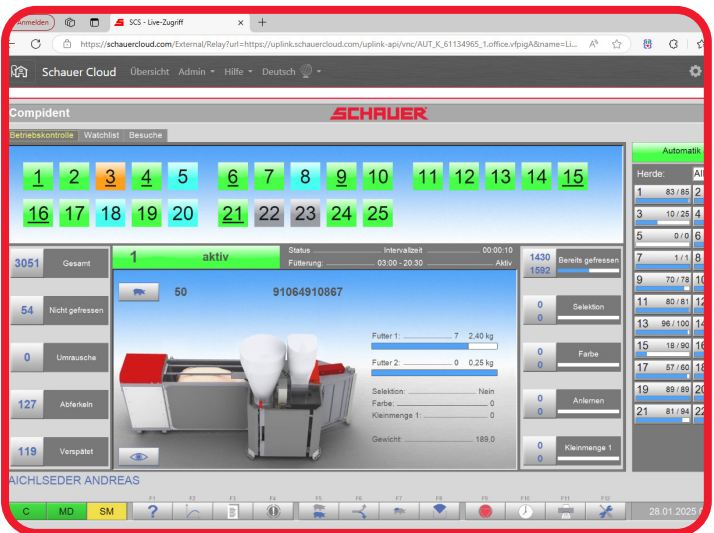 Anmelden
SCS - Live-Zugriff
https://schauercloud.com/External/Relay?url=https://uplink.schauercloud.com/uplink-api/vnc/AUT_K_61134965_1.office.vfpigA&name=Li...
Schauer Cloud Übersicht Admin Hilfe Deutsch
Compident
SCHAUER
Betriebskontrolle Watchlist Besuche
Automatik
1 2 3 4 5 6 7 8 9 10 11 12 13 14 15
16 17 18 19 20 21 22 23 24 25
Herde:
1 83 / 85 2
3 10 / 25 4
5 0 / 0 6
7 1 / 1 8
9 70 / 78 10
11 80 / 81 12
13 96 / 100 14
15 18 / 90 16
17 57 / 60 18
19 89 / 89 20
21 81 / 94 22
3051 Gesamt
54 Nicht gefressen
0 Umrausche
127 Abferkeln
119 Verspätet
1 aktiv
Status Intervallzeit 00:00:10
Fütterung: 03:00 - 20:30 Aktiv
50 91064910867
Futter 1: 7 2,40 kg
Futter 2: 0 0,25 kg
Selektion: Nein
Farbe: 0
Kleinmenge 1: 0
Gewicht: 189,0
1430 Bereits gefressen
1592
0 Selektion
0
0 Farbe
0
0 Anlernen
0
0 Kleinmenge 1
0
AICHLSEDER ANDREAS
F1 F2 F3 F4 F5 F6 F7 F8 F9 F10 F11 F12
C MD SM ?
28.01.2025